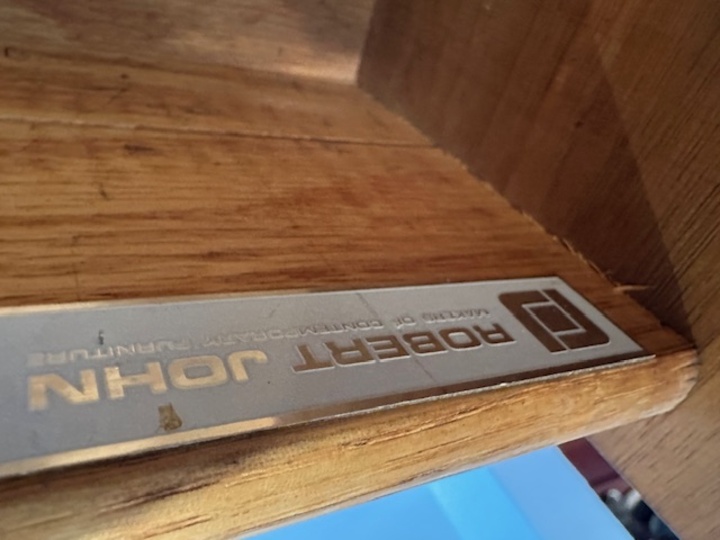 ROBERT JOHN
MAKERS OF CONTEMPORARY FURNITURE